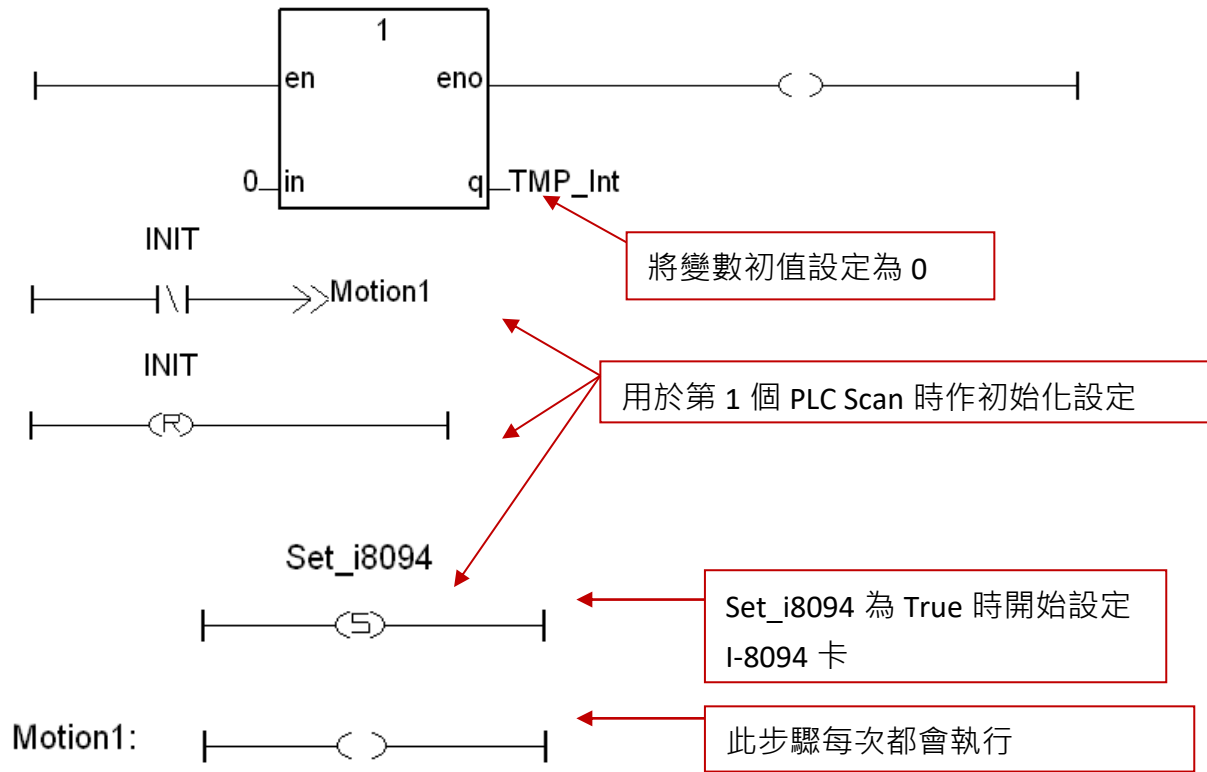 1
en eno
0 in q TMP_Int
將變數初值設定為 0
INIT
Motion1
INIT
用於第 1 個 PLC Scan 時作初始化設定
R
Set_i8094
S
Set_i8094 為 True 時開始設定
I-8094 卡
Motion1:
此步驟每次都會執行